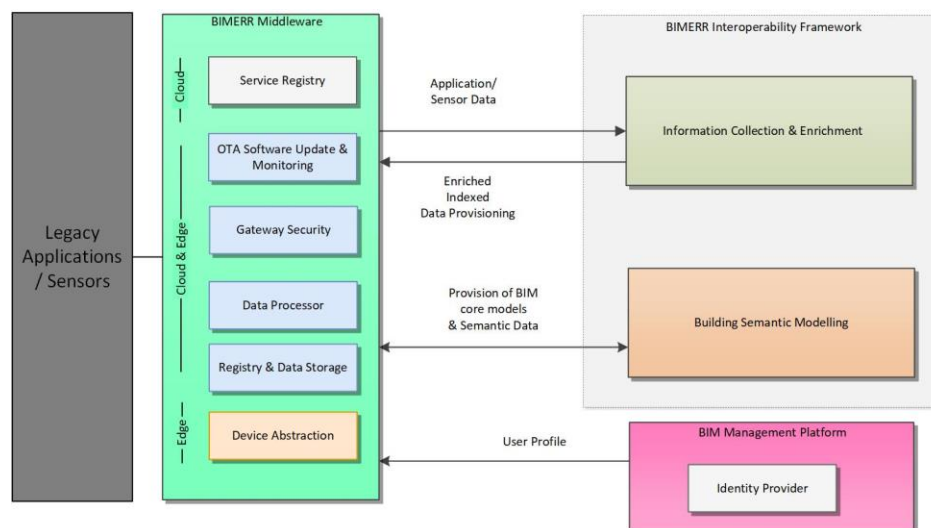 BIMERR Middleware
BIMERR Interoperability Framework
Legacy
Applications
/ Sensors
Cloud
Cloud & Edge
Edge
Service Registry
OTA Software Update &
Monitoring
Gateway Security
Data Processor
Registry & Data Storage
Device Abstraction
Application/
Sensor Data
Enriched
Indexed
Data Provisioning
Provision of BIM
core models
& Semantic Data
User Profile
Information Collection & Enrichment
Building Semantic Modelling
BIM Management Platform
Identity Provider